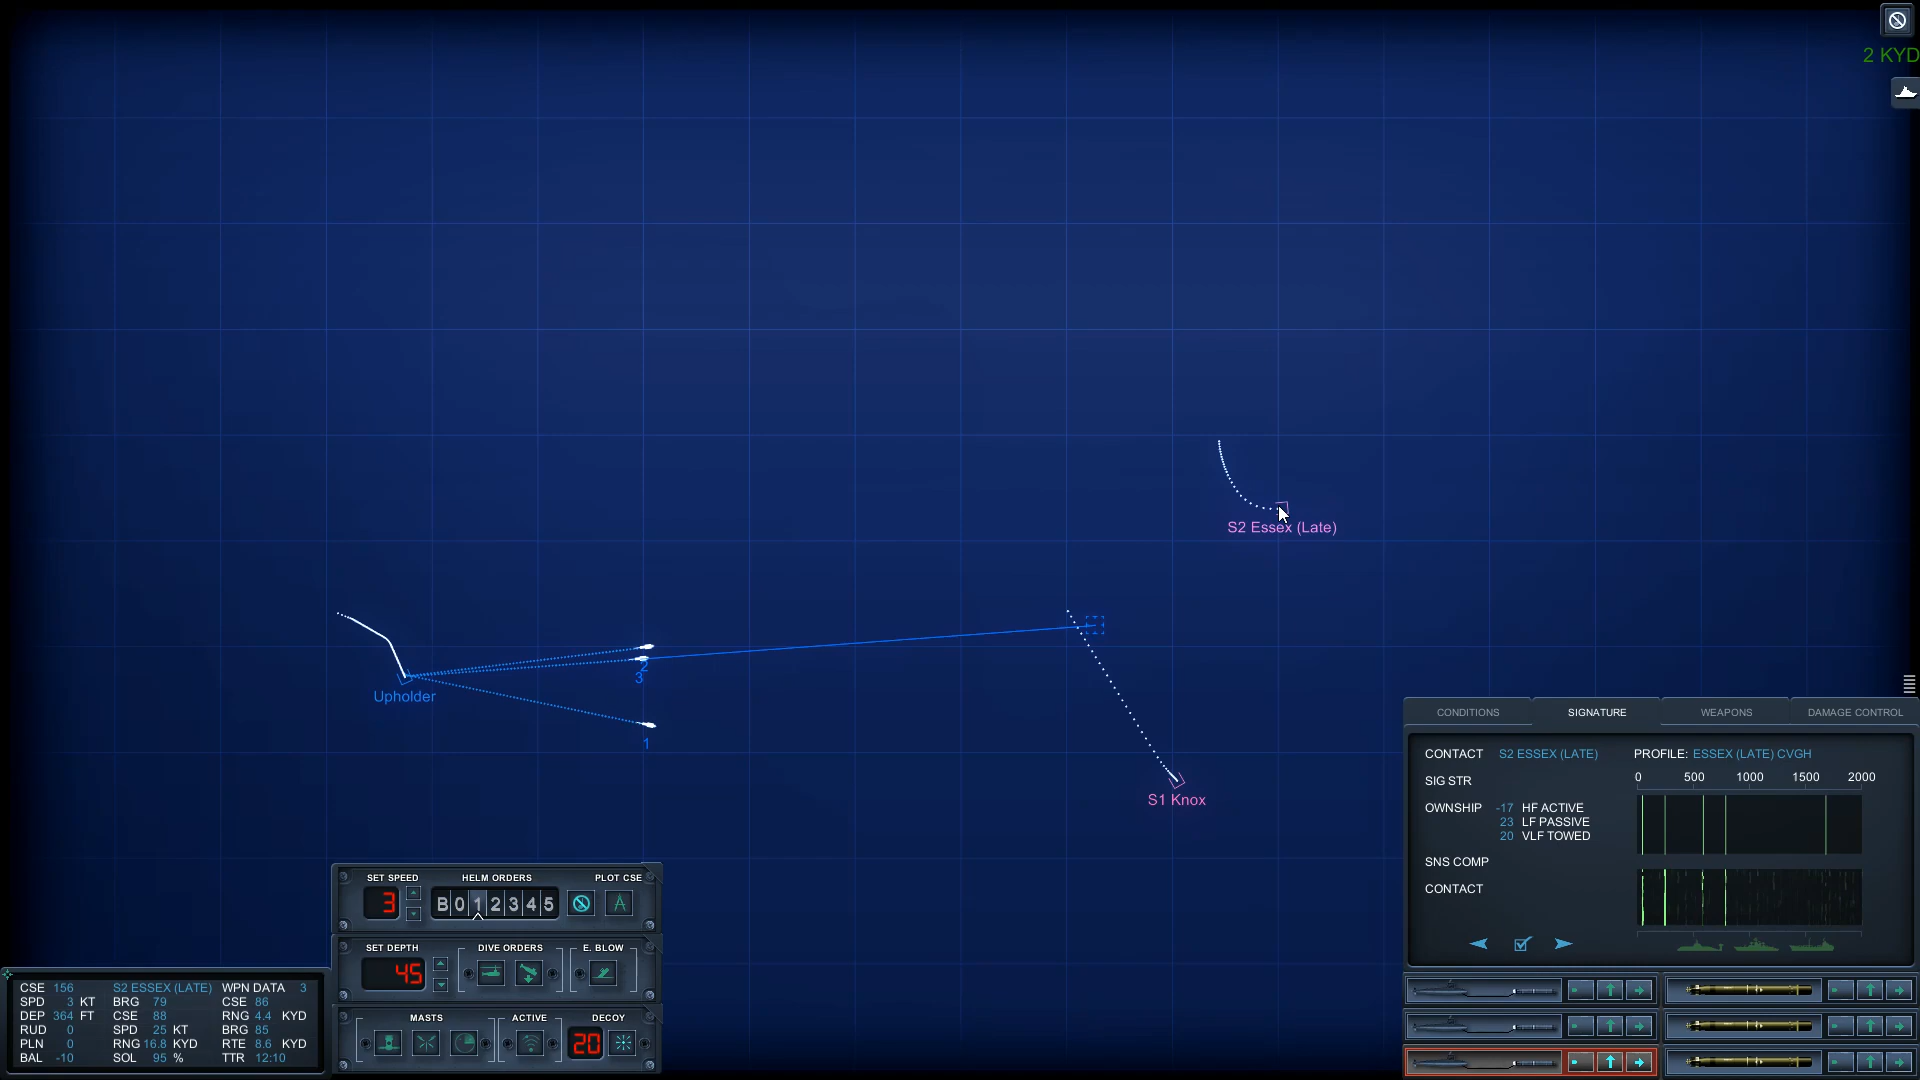 2 KYD
S2 Essex (Late)
Upholder
2
3
1
S1 Knox
CONDITIONS SIGNATURE WEAPONS DAMAGE CONTROL
CONTACT S2 ESSEX (LATE) PROFILE: ESSEX (LATE) CVGH
SIG STR 0 500 1000 1500 2000
OWNSHIP -17 HF ACTIVE
23 LF PASSIVE
20 VLF TOWED
SNS COMP
CONTACT
SET SPEED HELM ORDERS PLOT CSE
3 B 0 1 2 3 4 5
SET DEPTH DIVE ORDERS E. BLOW
45
MASTS ACTIVE DECOY
20
CSE 156 S2 ESSEX (LATE) WPN DATA 3
SPD 3 KT BRG 79 CSE 86
DEP 364 FT CSE 88 RNG 4.4 KYD
RUD 0 SPD 25 KT BRG 85
PLN 0 RNG 16.8 KYD RTE 8.6 KYD
BAL -10 SOL 95 % TTR 12:10